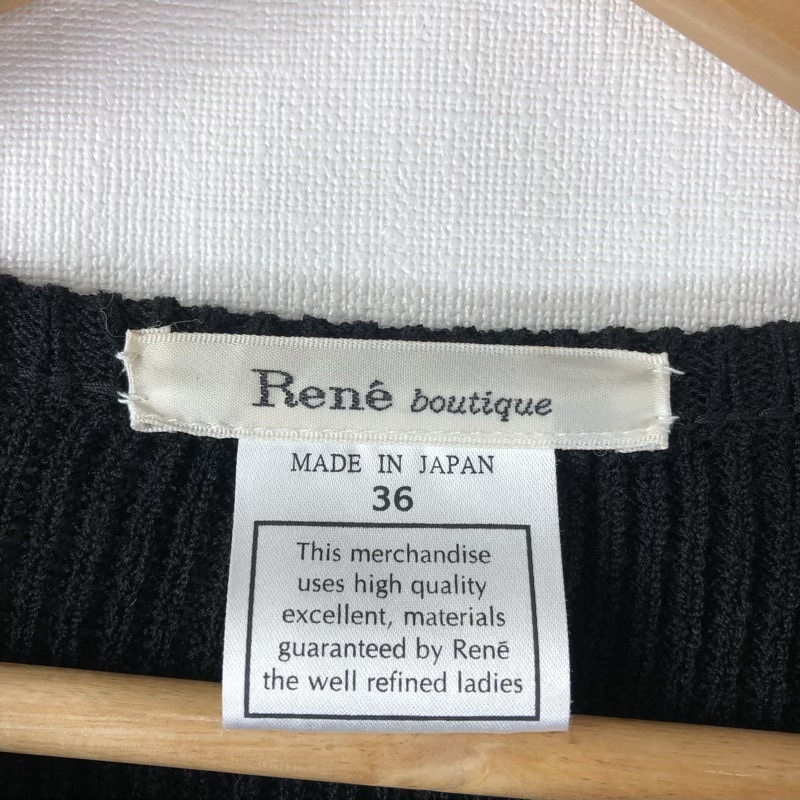 René boutique
MADE IN JAPAN
36
This merchandise
uses high quality
excellent, materials
guaranteed by René
the well refined ladies